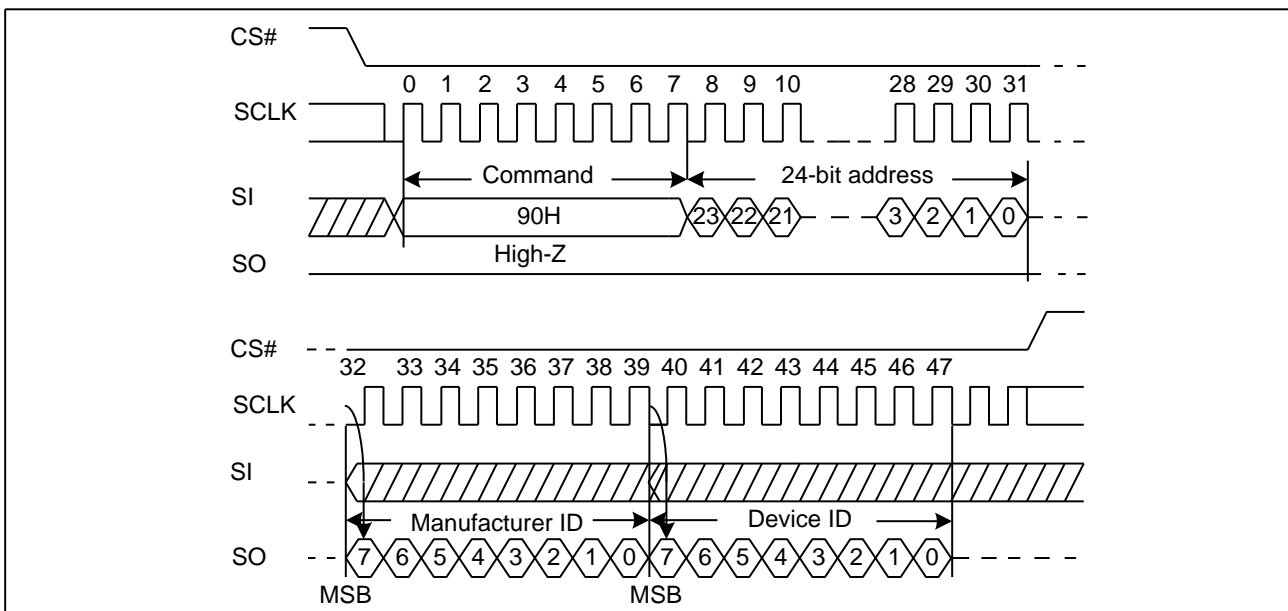 CS#
0 1 2 3 4 5 6 7 8 9 10 28 29 30 31
SCLK
Command 24-bit address
SI
90H 23 22 21 3 2 1 0
High-Z
SO
CS#
32 33 34 35 36 37 38 39 40 41 42 43 44 45 46 47
SCLK
SI
Manufacturer ID Device ID
SO 7 6 5 4 3 2 1 0 7 6 5 4 3 2 1 0
MSB MSB